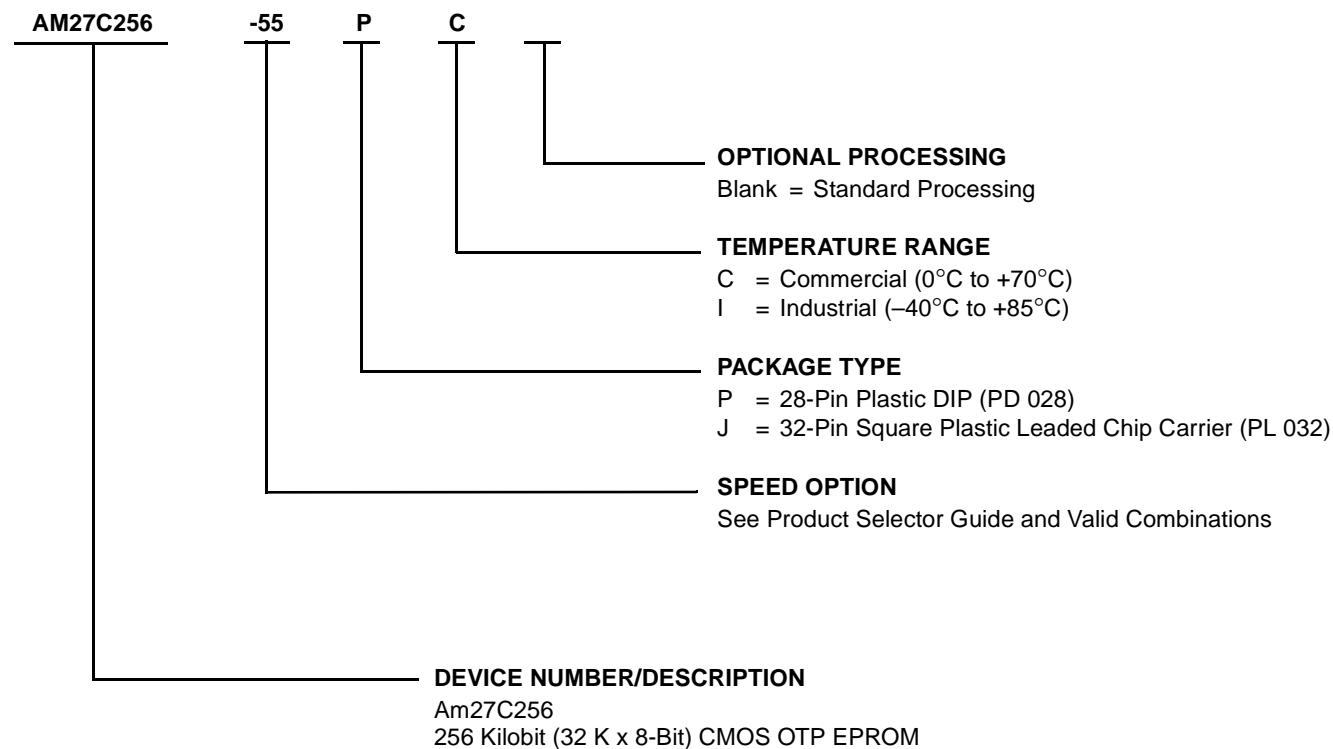 AM27C256 -55 P C
OPTIONAL PROCESSING
Blank = Standard Processing
TEMPERATURE RANGE
C = Commercial (0°C to +70°C)
I = Industrial (–40°C to +85°C)
PACKAGE TYPE
P = 28-Pin Plastic DIP (PD 028)
J = 32-Pin Square Plastic Leaded Chip Carrier (PL 032)
SPEED OPTION
See Product Selector Guide and Valid Combinations
DEVICE NUMBER/DESCRIPTION
Am27C256
256 Kilobit (32 K x 8-Bit) CMOS OTP EPROM